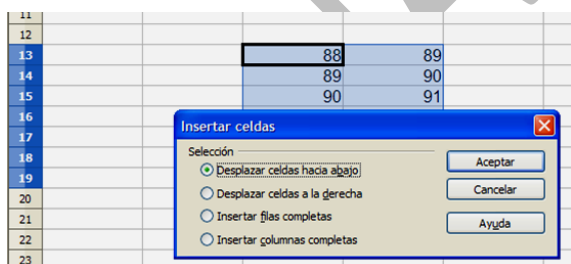 11
12
13 88 89
14 89 90
15 90 91
16
Insertar celdas
17
18
19
20
21
22
23
Selección
Desplazar celdas hacia abajo
Desplazar celdas a la derecha
Insertar filas completas
Insertar columnas completas
Aceptar
Cancelar
Ayuda